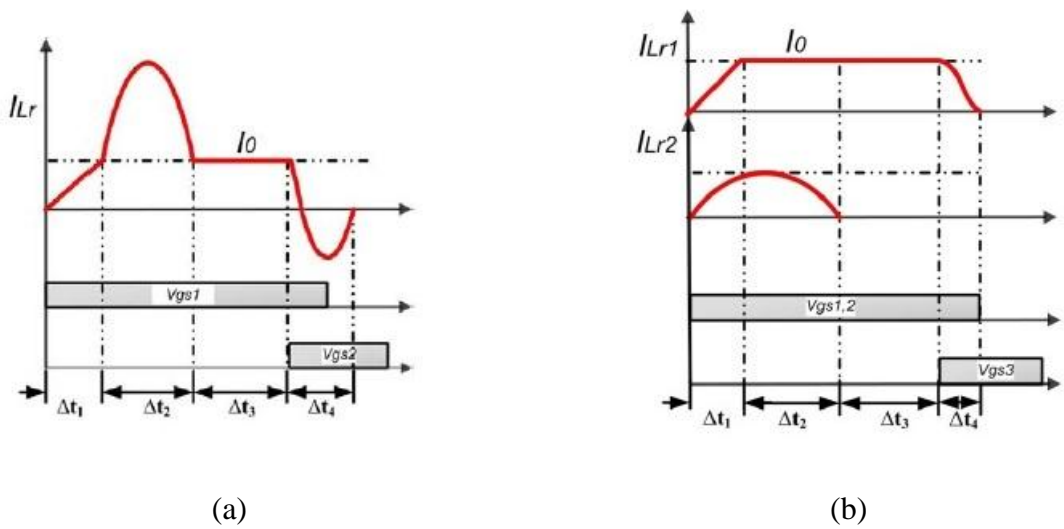 ILr
I0
Vgs1
Vgs2
Δt1 Δt2 Δt3 Δt4
(a)
ILr1
I0
ILr2
Vgs1,2
Vgs3
Δt1 Δt2 Δt3 Δt4
(b)